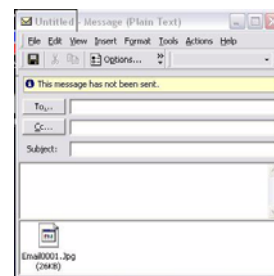 Untitled - Message (Plain Text)
File Edit View Insert Format Tools Actions Help
Options...
This message has not been sent.
To...
Cc...
Subject:
Email0001.Jpg
(26KB)